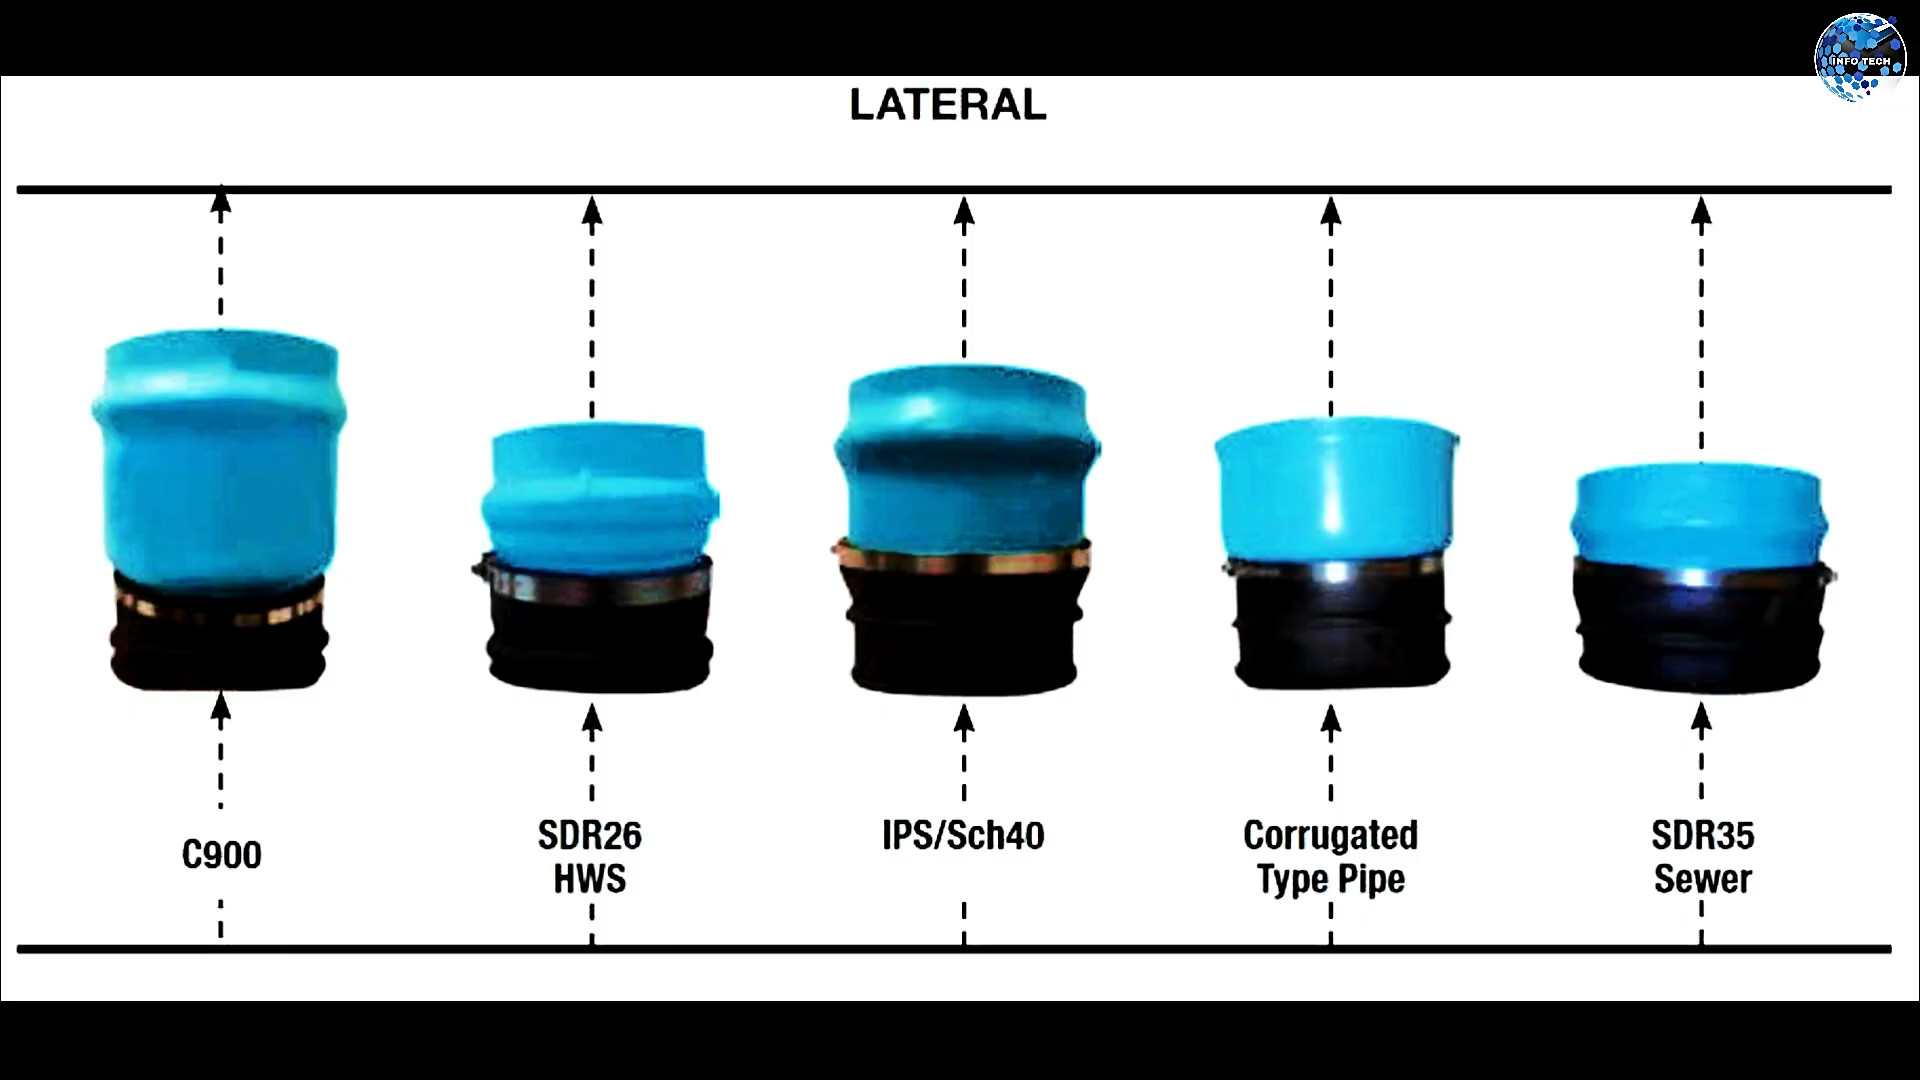 INFO TECH
LATERAL
C900
SDR26
HWS
IPS/Sch40
Corrugated
Type Pipe
SDR35
Sewer